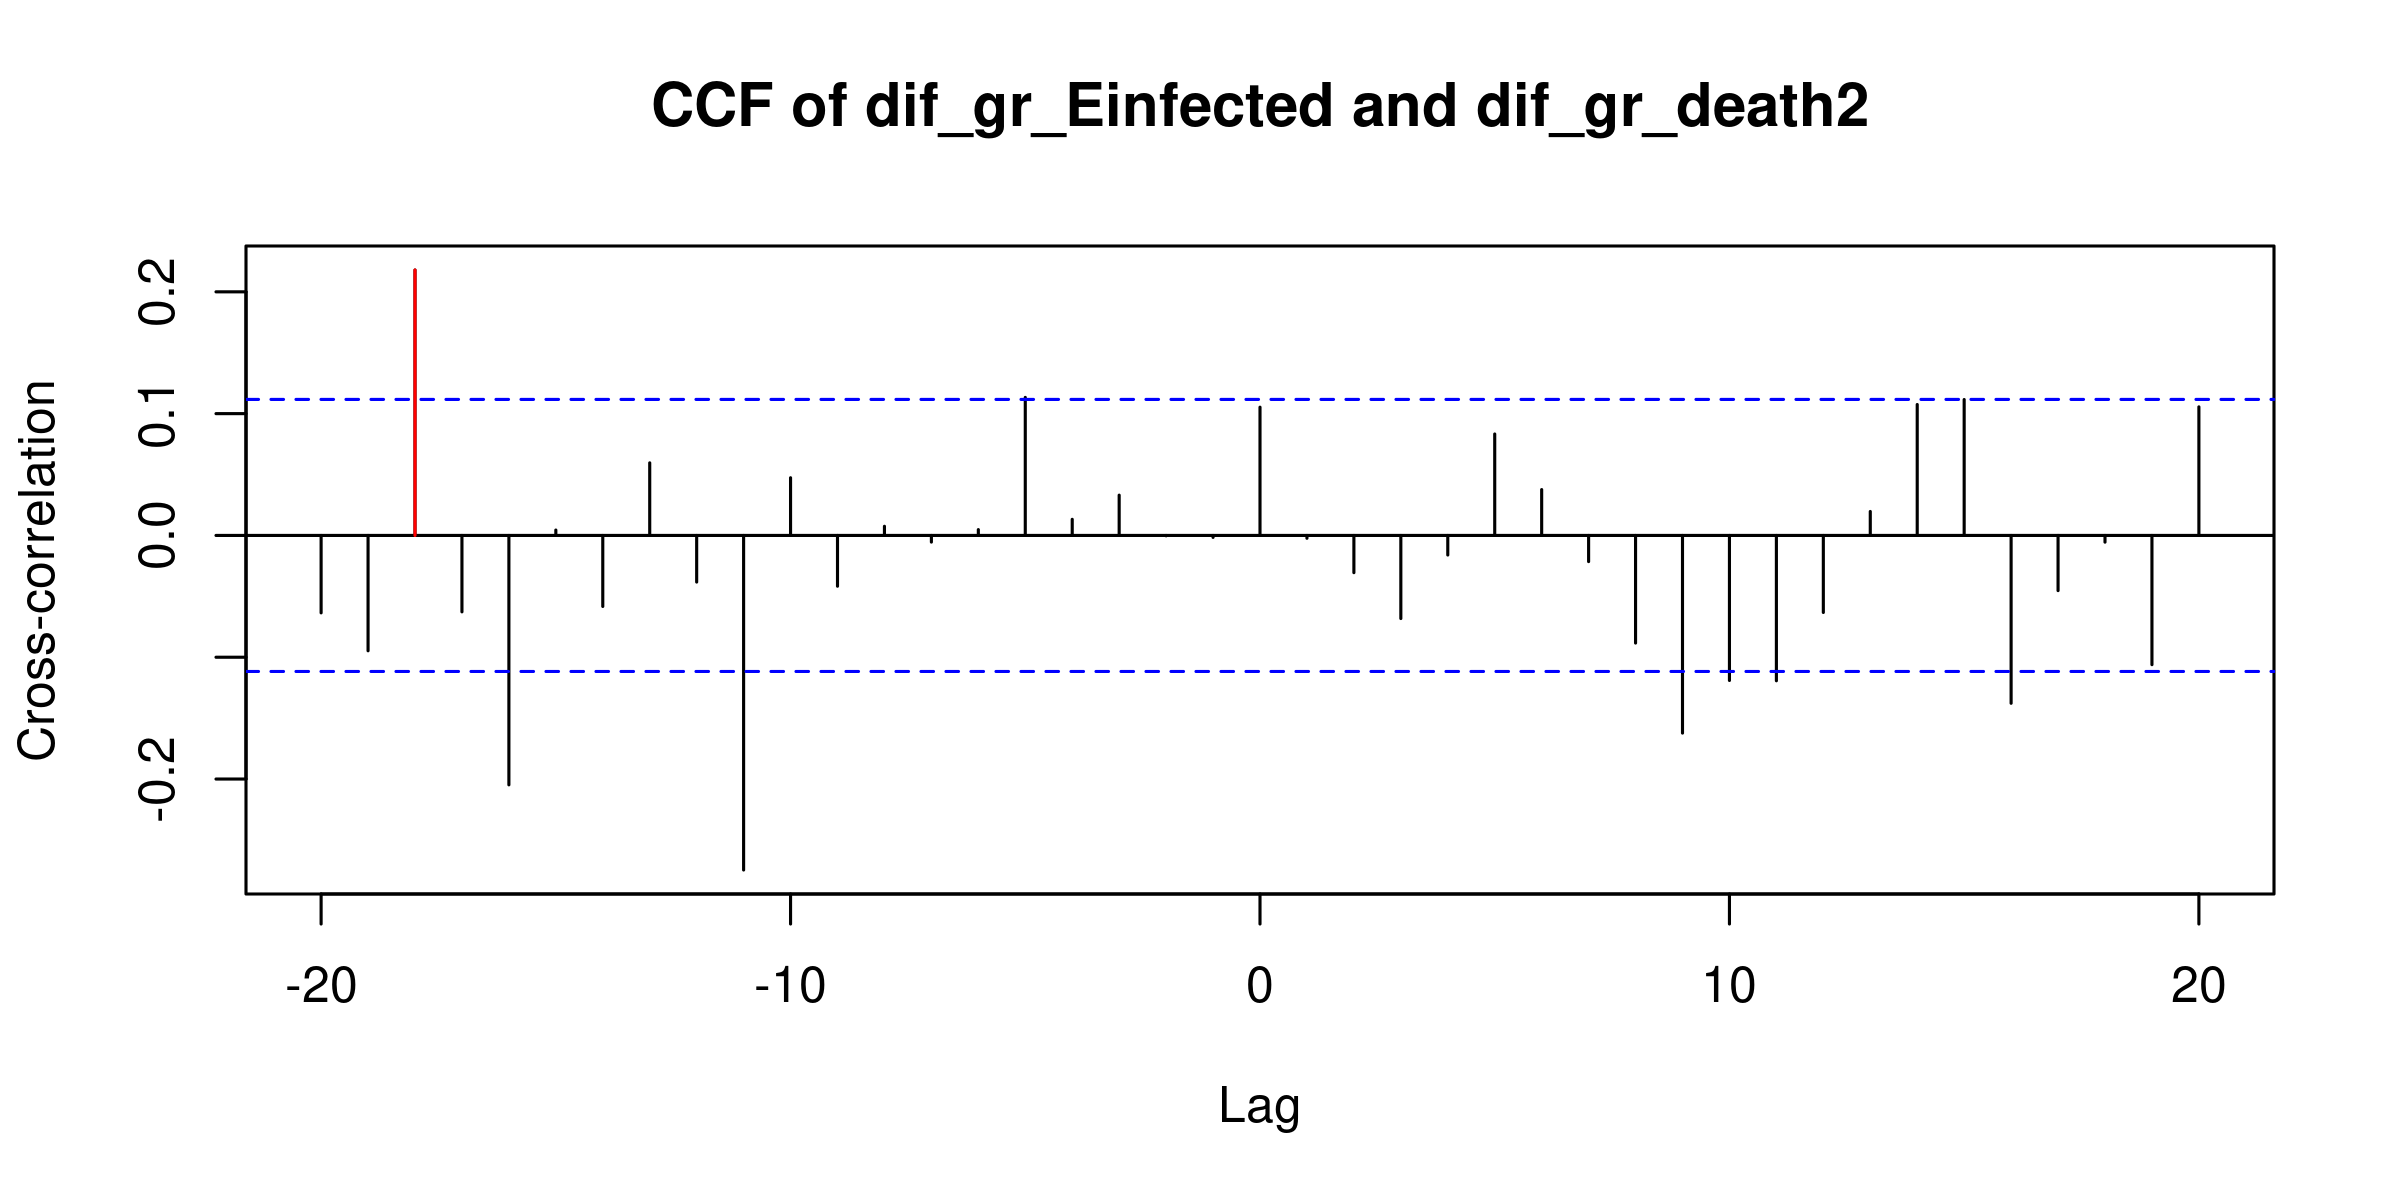 CCF of dif_gr_Einfected and dif_gr_death2
Cross-correlation
0.2
0.1
0.0
-0.2
-20 -10 0 10 20
Lag